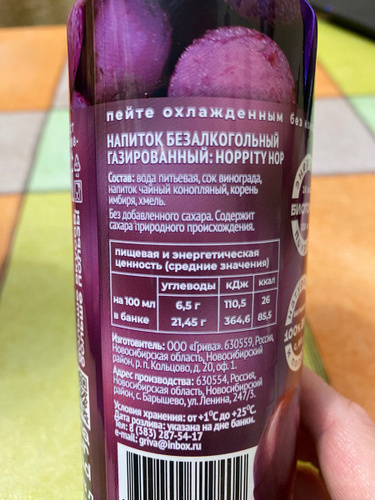 пейте охлажденным без
НАПИТОК БЕЗАЛКОГОЛЬНЫЙ
ГАЗИРОВАННЫЙ: HOPPITY HOP
Состав: вода питьевая, сок винограда,
напиток чайный конопляный, корень
имбиря, хмель.
Без добавленного сахара. Содержит
сахара природного происхождения.
пищевая и энергетическая
ценность (средние значения)
углеводы кДж ккал
на 100 мл 6,5 г 110,5 26
в банке 21,45 г 364,6 85,5
Изготовитель: ООО «Грива». 630559, Россия,
Новосибирская область, Новосибирский
район, р. п. Кольцово, д. 20, оф. 1.
Адрес производства: 630554, Россия,
Новосибирская область, Новосибирский район,
с. Барышево, ул. Ленина, 247/3.
Условия хранения: от +1°С до +25°С.
Дата розлива: указана на дне банки.
Тел: 8 (383) 287-54-17
e-mail: griva@inbox.ru
100%